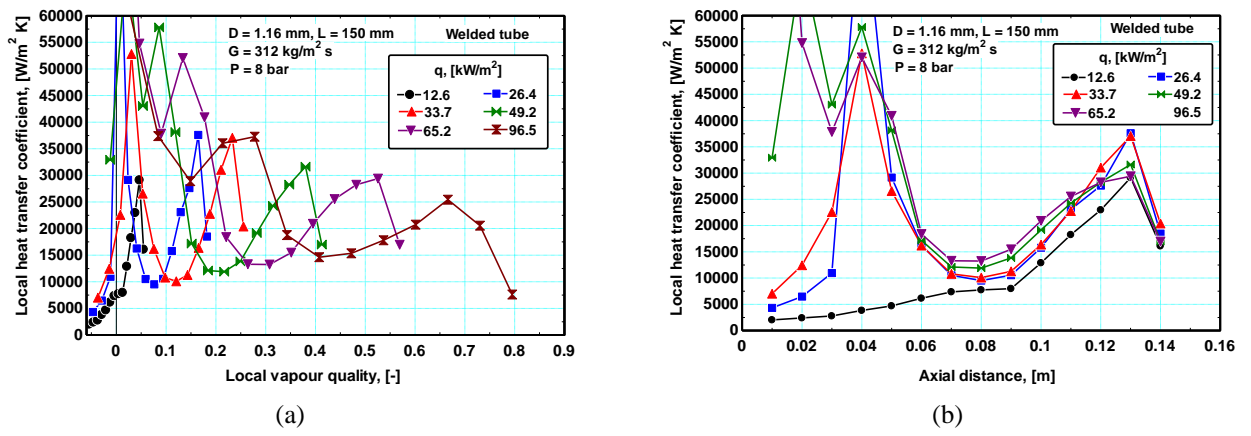 60000
55000
50000
45000
40000
35000
30000
25000
20000
15000
10000
5000
0
Local heat transfer coefficient, [W/m² K]
D = 1.16 mm, L = 150 mm
G = 312 kg/m² s
P = 8 bar
Welded tube
q, [kW/m²]
12.6 26.4
33.7 49.2
65.2 96.5
0 0.1 0.2 0.3 0.4 0.5 0.6 0.7 0.8 0.9
Local vapour quality, [-]
(a)
60000
55000
50000
45000
40000
35000
30000
25000
20000
15000
10000
5000
0
Local heat transfer coefficient, [W/m² K]
D = 1.16 mm, L = 150 mm
G = 312 kg/m² s
P = 8 bar
Welded tube
q, [kW/m²]
12.6 26.4
33.7 49.2
65.2 96.5
0 0.02 0.04 0.06 0.08 0.1 0.12 0.14 0.16
Axial distance, [m]
(b)